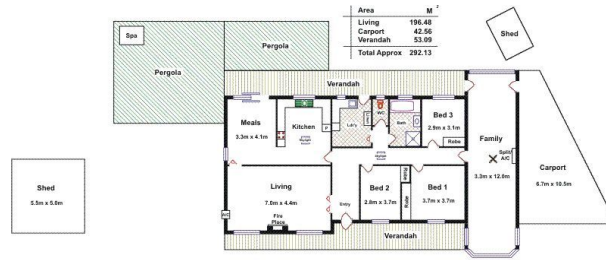 Area M²
Living 196.48
Carport 42.56
Verandah 53.09
Total Approx 292.13
Shed
Spa
Pergola
Pergola
Verandah
Meals
3.3m x 4.1m
Kitchen
P
L'dry
WC
Bath
Bed 3
2.9m x 3.1m
Robe
Family
Split
A/C
3.3m x 12.0m
Carport
6.7m x 10.5m
Shed
5.5m x 5.0m
Living
7.0m x 4.4m
Fire
Place
A/C
Entry
Bed 2
2.8m x 3.7m
Robe
Robe
Bed 1
3.7m x 3.7m
Verandah